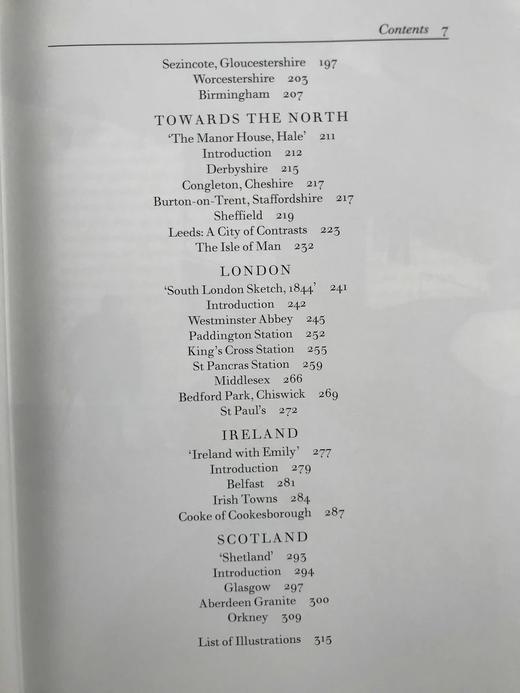 Contents 7
Sezincote, Gloucestershire 197
Worcestershire 203
Birmingham 207
TOWARDS THE NORTH
‘The Manor House, Hale’ 211
Introduction 212
Derbyshire 215
Congleton, Cheshire 217
Burton-on-Trent, Staffordshire 217
Sheffield 219
Leeds: A City of Contrasts 223
The Isle of Man 232
LONDON
‘South London Sketch, 1844’ 241
Introduction 242
Westminster Abbey 245
Paddington Station 252
King's Cross Station 255
St Pancras Station 259
Middlesex 266
Bedford Park, Chiswick 269
St Paul's 272
IRELAND
‘Ireland with Emily’ 277
Introduction 279
Belfast 281
Irish Towns 284
Cooke of Cookesborough 287
SCOTLAND
‘Shetland’ 293
Introduction 294
Glasgow 297
Aberdeen Granite 300
Orkney 309
List of Illustrations 315